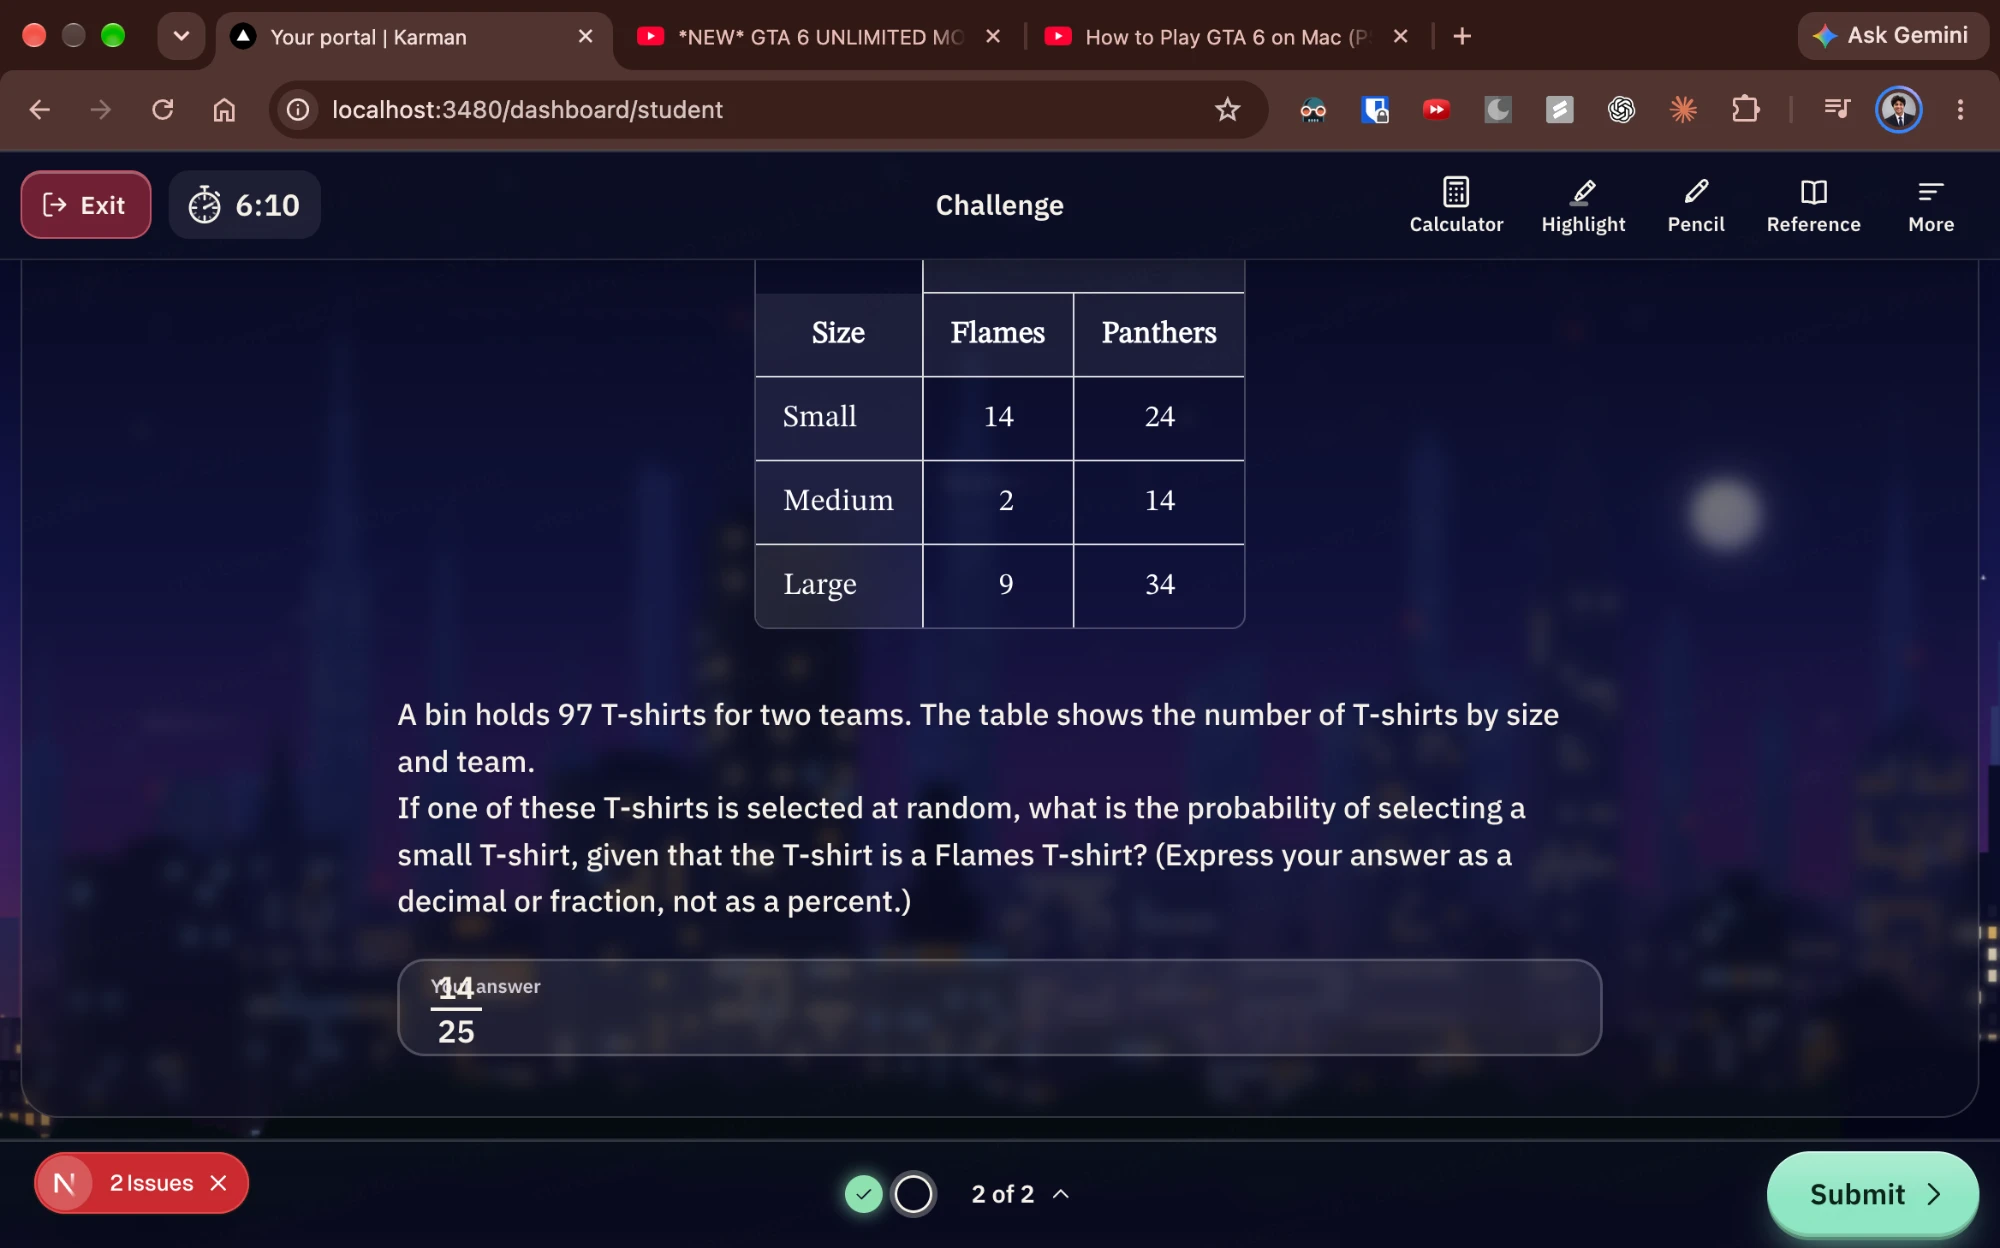 Your portal | Karman
*NEW* GTA 6 UNLIMITED MO
How to Play GTA 6 on Mac (P
Ask Gemini
localhost:3480/dashboard/student
Exit
6:10
Challenge
Calculator
Highlight
Pencil
Reference
More
Size Flames Panthers
Small 14 24
Medium 2 14
Large 9 34
A bin holds 97 T-shirts for two teams. The table shows the number of T-shirts by size
and team.
If one of these T-shirts is selected at random, what is the probability of selecting a
small T-shirt, given that the T-shirt is a Flames T-shirt? (Express your answer as a
decimal or fraction, not as a percent.)
Your answer
14
25
N 2 Issues
2 of 2
Submit